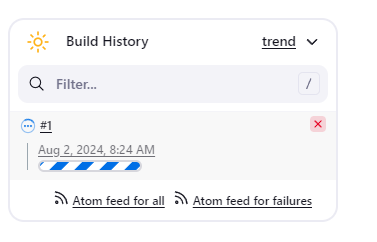 Build History trend
Filter... /
#1
Aug 2, 2024, 8:24 AM
Atom feed for all Atom feed for failures